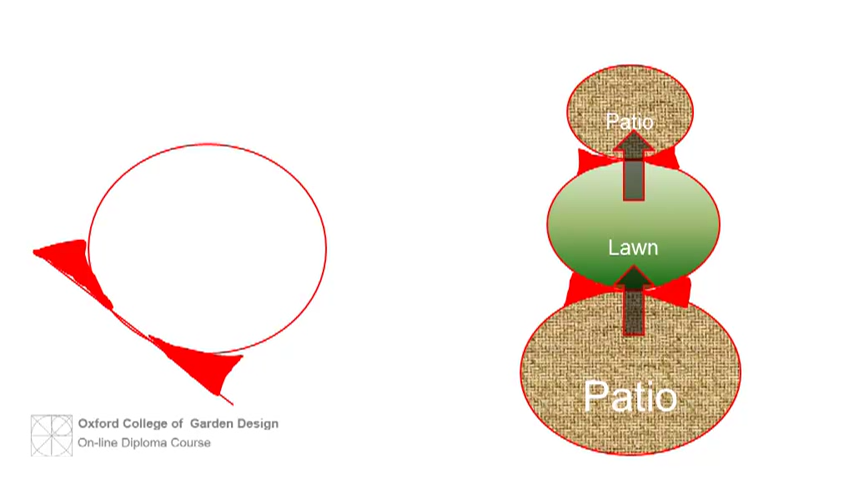 Patio
Lawn
Patio
Oxford College of Garden Design
On-line Diploma Course